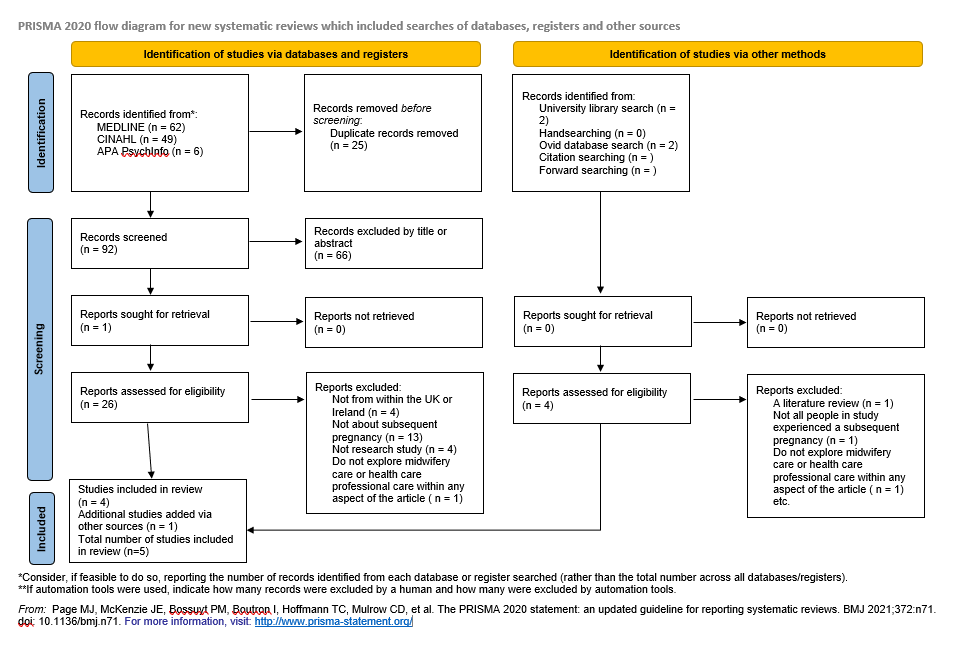 PRISMA 2020 flow diagram for new systematic reviews which included searches of databases, registers and other sources
Identification of studies via databases and registers
Identification of studies via other methods
Identification
Records identified from*:
MEDLINE (n = 62)
CINAHL (n = 49)
APA PsychInfo (n = 6)
Records removed before
screening:
Duplicate records removed
(n = 25)
Records identified from:
University library search (n =
2)
Handsearching (n = 0)
Ovid database search (n = 2)
Citation searching (n = )
Forward searching (n = )
Screening
Records screened
(n = 92)
Records excluded by title or
abstract
(n = 66)
Reports sought for retrieval
(n = 1)
Reports not retrieved
(n = 0)
Reports sought for retrieval
(n = 0)
Reports not retrieved
(n = 0)
Reports assessed for eligibility
(n = 26)
Reports excluded:
Not from within the UK or
Ireland (n = 4)
Not about subsequent
pregnancy (n = 13)
Not research study (n = 4)
Do not explore midwifery
care or health care
professional care within any
aspect of the article ( n = 1)
Reports assessed for eligibility
(n = 4)
Reports excluded:
A literature review (n = 1)
Not all people in study
experienced a subsequent
pregnancy (n = 1)
Do not explore midwifery
care or health care
professional care within any
aspect of the article ( n = 1)
etc.
Included
Studies included in review
(n = 4)
Additional studies added via
other sources (n = 1)
Total number of studies included
in review (n=5)
*Consider, if feasible to do so, reporting the number of records identified from each database or register searched (rather than the total number across all databases/registers).
**If automation tools were used, indicate how many records were excluded by a human and how many were excluded by automation tools.
From: Page MJ, McKenzie JE, Bossuyt PM, Boutron I, Hoffmann TC, Mulrow CD, et al. The PRISMA 2020 statement: an updated guideline for reporting systematic reviews. BMJ 2021;372:n71.
doi: 10.1136/bmj.n71. For more information, visit: http://www.prisma-statement.org/